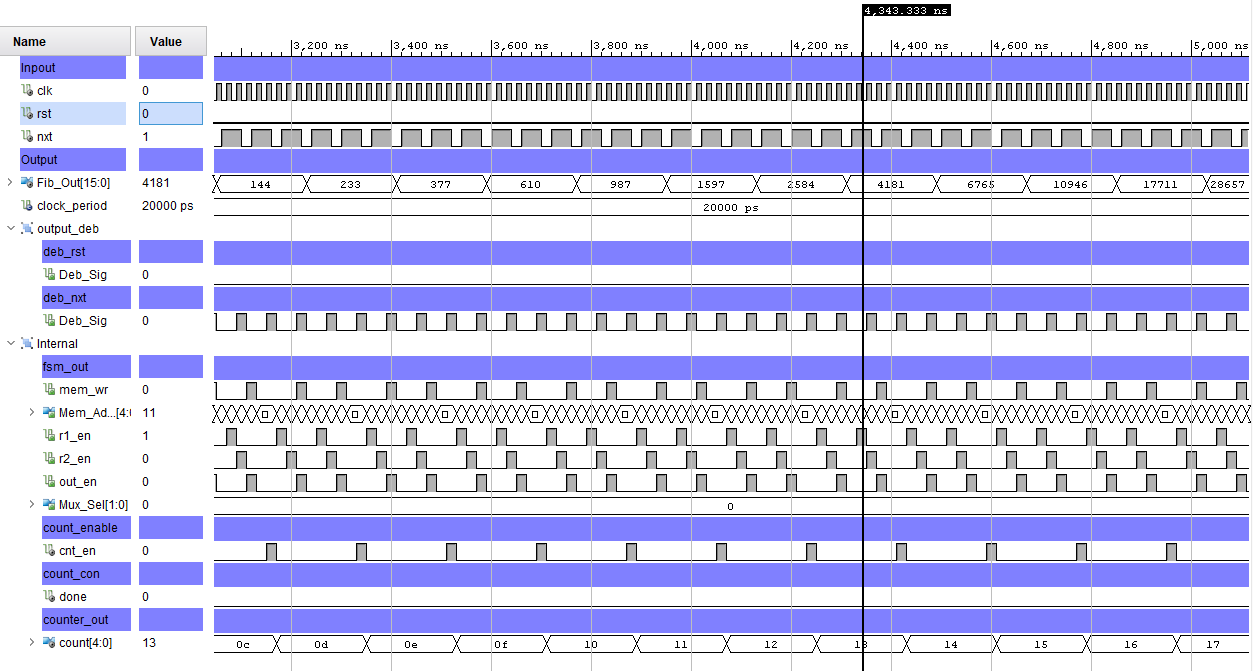 4,343.333 ns
Name Value
3,200 ns 3,400 ns 3,600 ns 3,800 ns 4,000 ns 4,200 ns 4,400 ns 4,600 ns 4,800 ns 5,000 ns
Inpout
clk 0
rst 0
nxt 1
Output
Fib_Out[15:0] 4181 144 233 377 610 987 1597 2584 4181 6765 10946 17711 28657
clock_period 20000 ps 20000 ps
output_deb
deb_rst
Deb_Sig 0
deb_nxt
Deb_Sig 0
Internal
fsm_out
mem_wr 0
Mem_Ad...[4: 11
r1_en 1
r2_en 0
out_en 0
Mux_Sel[1:0] 0 0
count_enable
cnt_en 0
count_con
done 0
counter_out
count[4:0] 13 0c 0d 0e 0f 10 11 12 13 14 15 16 17